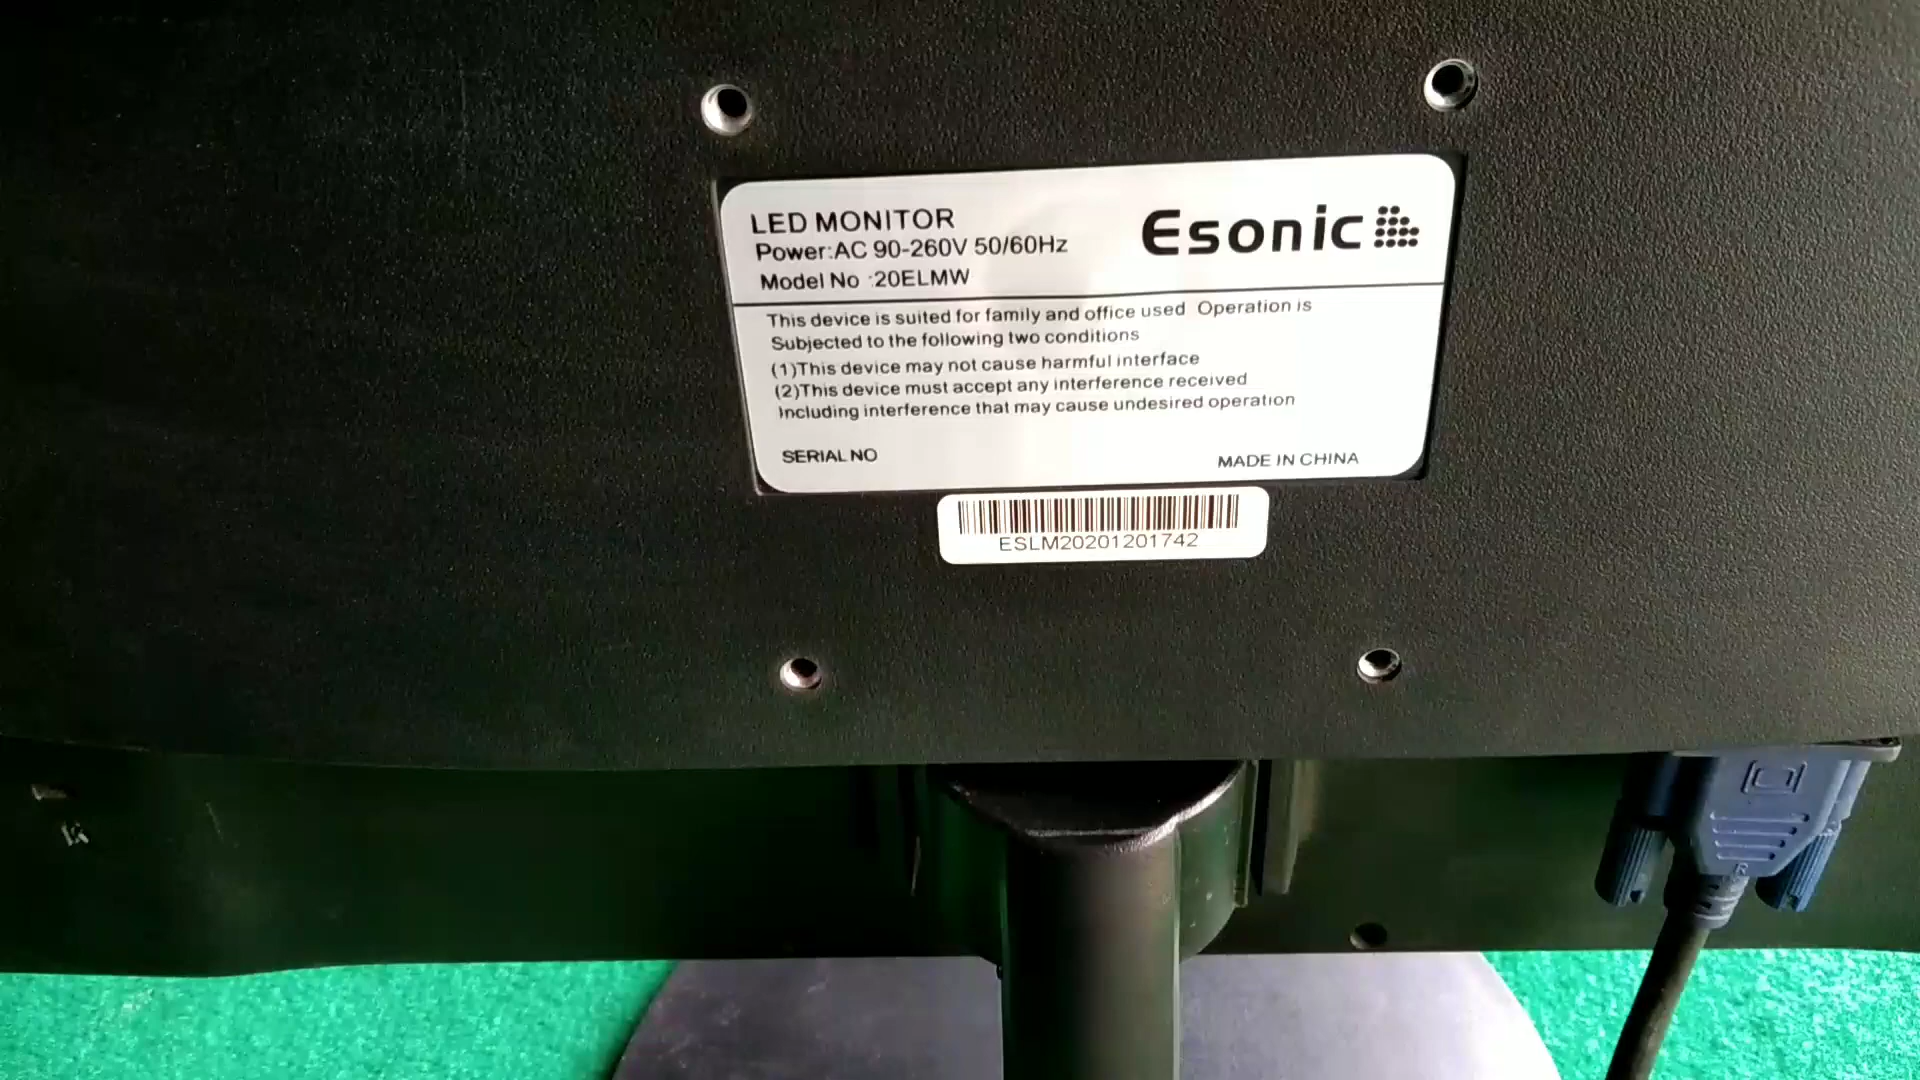 LED MONITOR
Power:AC 90-260V 50/60Hz
Model No :20ELMW
Esonic
This device is suited for family and office used Operation is
Subjected to the following two conditions
(1)This device may not cause harmful interface
(2)This device must accept any interference received
Including interference that may cause undesired operation
SERIAL NO
MADE IN CHINA
ESLM20201201742